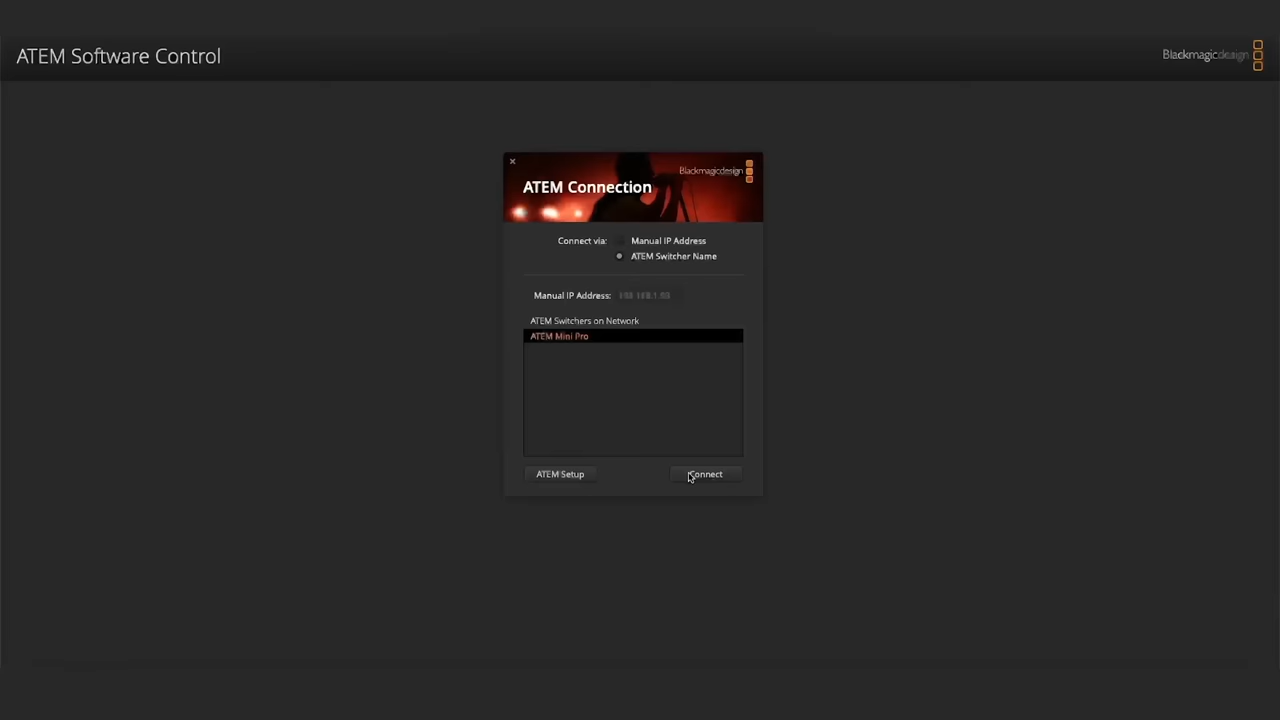 ATEM Software Control
Blackmagicdesign
Blackmagicdesign
ATEM Connection
Connect via: Manual IP Address
ATEM Switcher Name
Manual IP Address:
ATEM Switchers on Network
ATEM Mini Pro
ATEM Setup
Connect